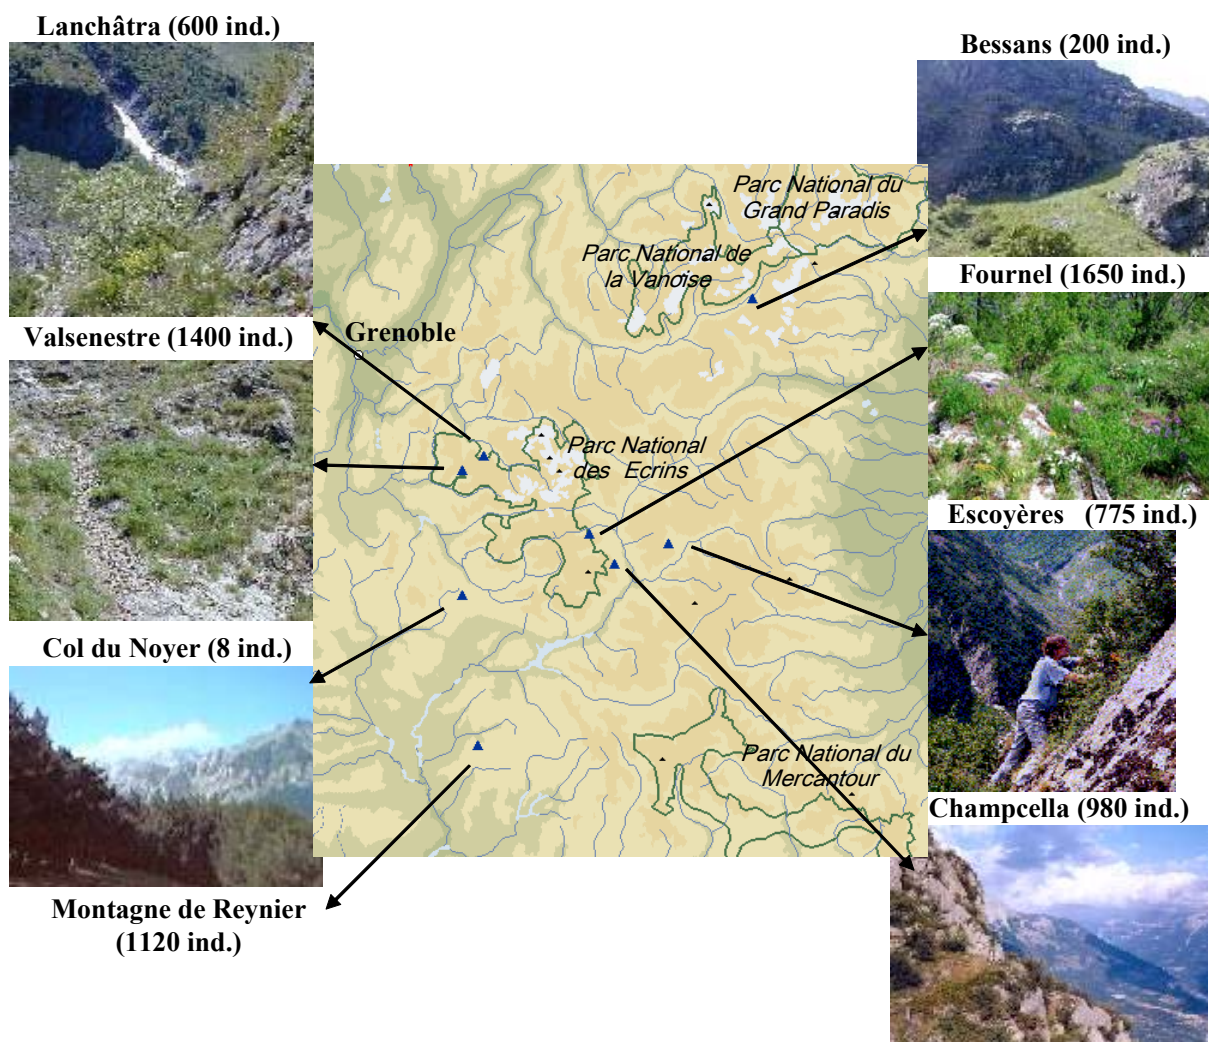 Lanchâtra (600 ind.)
Bessans (200 ind.)
Parc National du
Grand Paradis
Parc National de
la Vanoise
Fournel (1650 ind.)
Valsenestre (1400 ind.)
Grenoble
Parc National
des Ecrins
Escoyères (775 ind.)
Col du Noyer (8 ind.)
Parc National du
Mercantour
Champcella (980 ind.)
Montagne de Reynier
(1120 ind.)